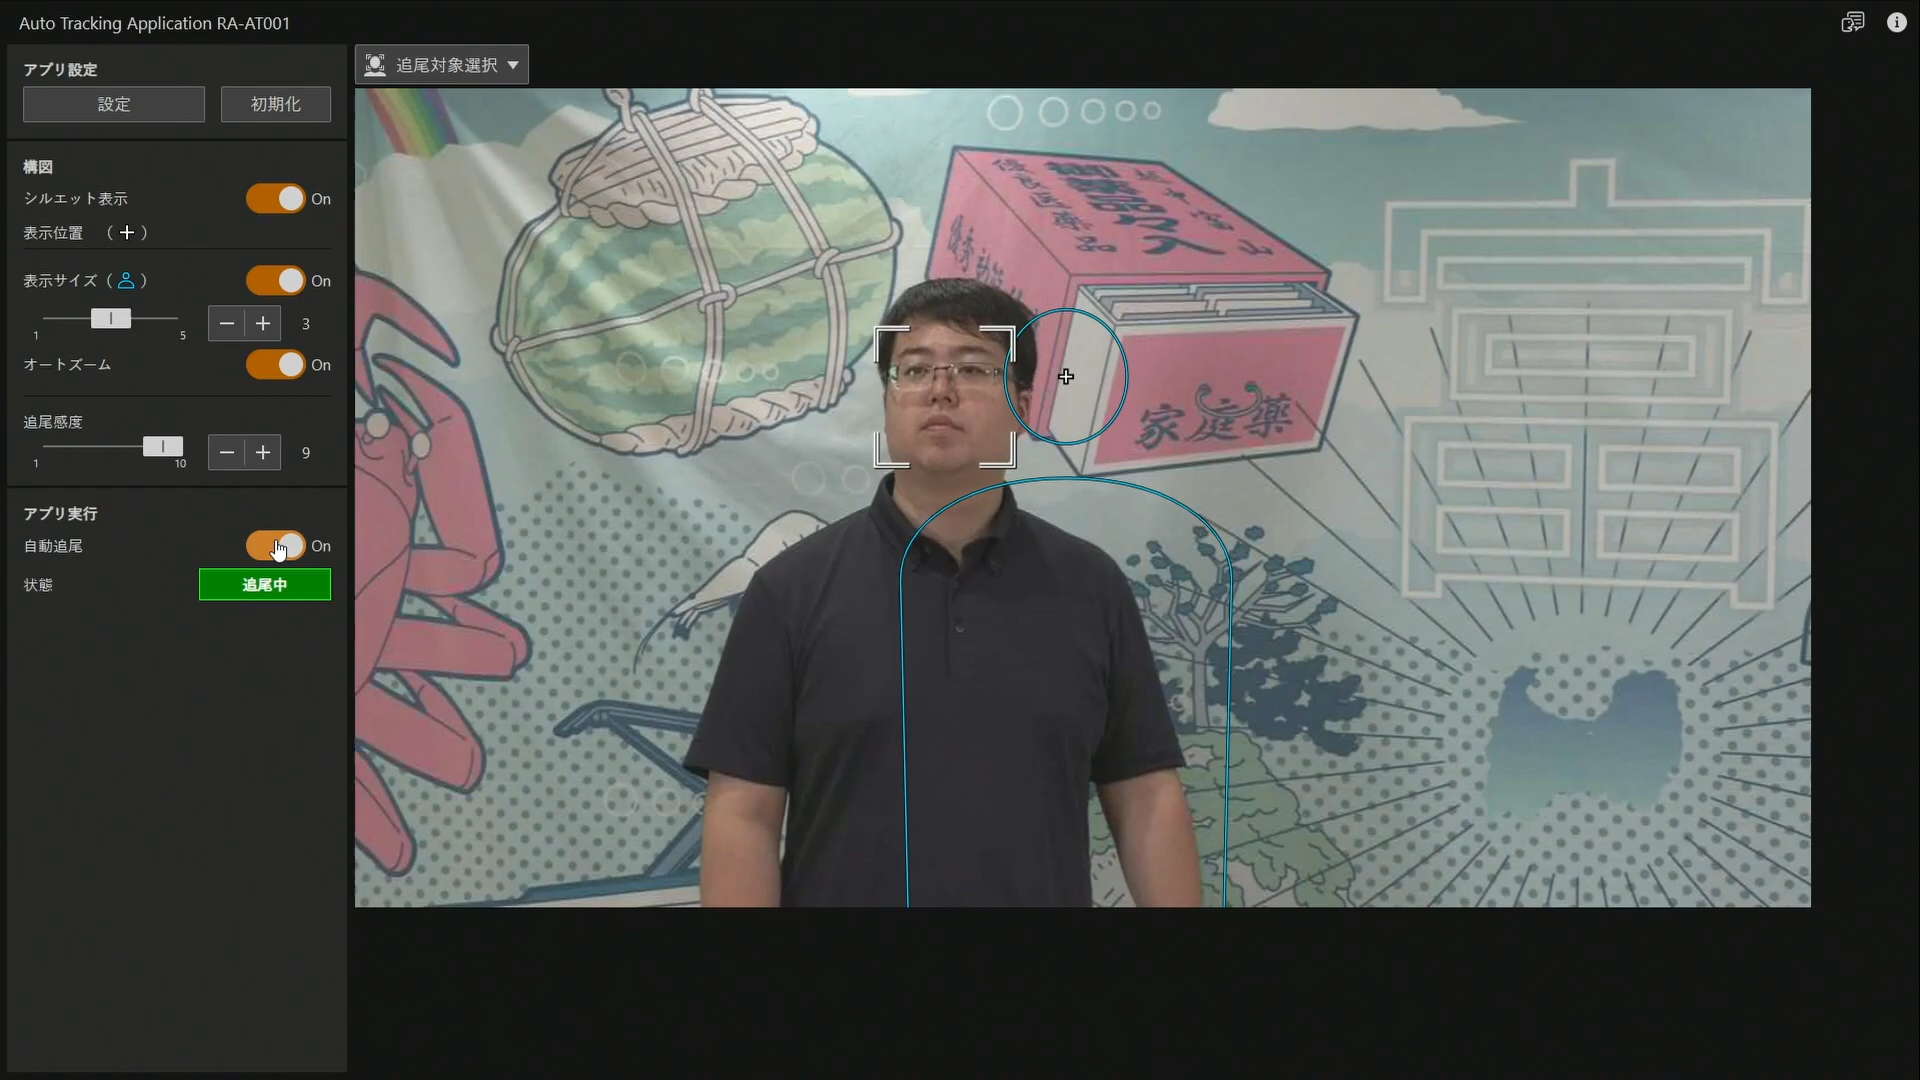 Auto Tracking Application RA-AT001
アプリ設定
設定
初期化
追尾対象選択
構図
シルエット表示
On
表示位置 ( + )
表示サイズ ( )
On
1
5
− + 3
オートズーム
On
追尾感度
1
10
− + 9
アプリ実行
自動追尾
On
状態
追尾中
家庭薬